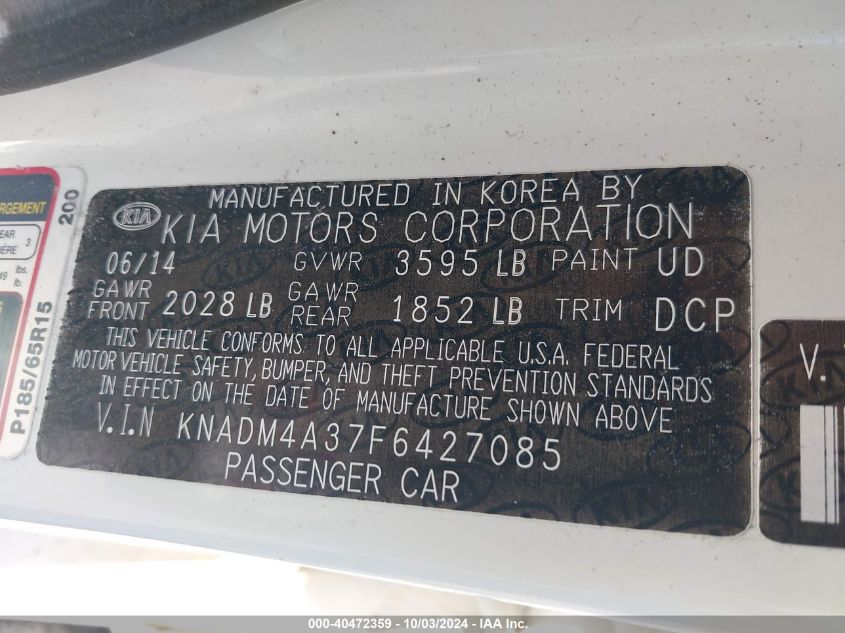 MANUFACTURED IN KOREA BY
KIA KIA MOTORS CORPORATION
06/14 GVWR 3595 LB PAINT UD
GAWR FRONT 2028 LB GAWR REAR 1852 LB TRIM DCP
THIS VEHICLE CONFORMS TO ALL APPLICABLE U.S.A. FEDERAL
MOTOR VEHICLE SAFETY, BUMPER, AND THEFT PREVENTION STANDARDS
IN EFFECT ON THE DATE OF MANUFACTURE SHOWN ABOVE
V.I.N KNADM4A37F6427085
PASSENGER CAR
200
P185/65R15
lbs.
3
V.
000-40472359 - 10/03/2024 - IAA Inc.